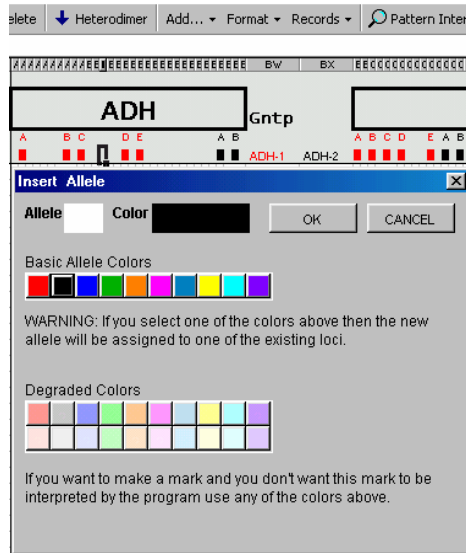 elete Heterodimer Add... Format Records Pattern Inter
BW BX
ADH Gntp
A B C D E A B A B C D E A B
ADH-1 ADH-2
Insert Allele
Allele Color OK CANCEL
Basic Allele Colors
WARNING: If you select one of the colors above then the new
allele will be assigned to one of the existing loci.
Degraded Colors
If you want to make a mark and you don't want this mark to be
interpreted by the program use any of the colors above.